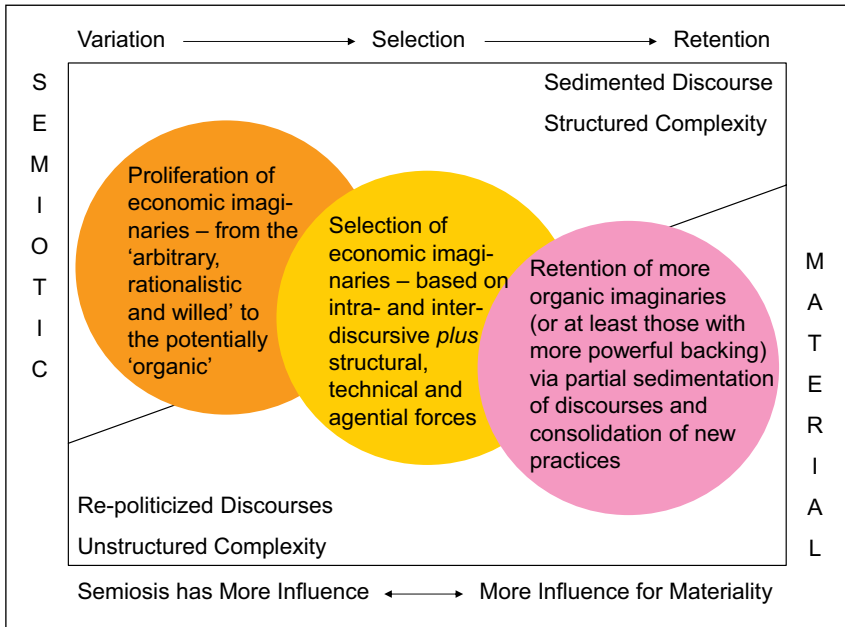 Variation Selection Retention
SEMIOTIC
Sedimented Discourse
Structured Complexity
Proliferation of
economic imagi-
naries – from the
‘arbitrary,
rationalistic
and willed’ to
the potentially
‘organic’
Selection of
economic imagi-
naries – based on
intra- and inter-
discursive plus
structural,
technical and
agential forces
Retention of more
organic imaginaries
(or at least those with
more powerful backing)
via partial sedimentation
of discourses and
consolidation of new
practices
MATERIAL
Re-politicized Discourses
Unstructured Complexity
Semiosis has More Influence More Influence for Materiality